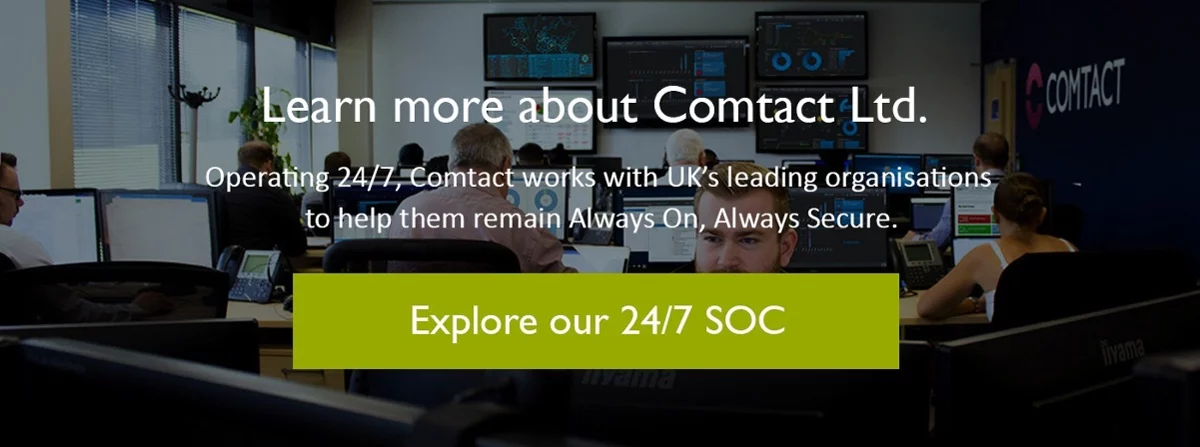 Learn more about Comtact Ltd.
COMTACT
Operating 24/7, Comtact works with UK's leading organisations
to help them remain Always On, Always Secure.
Explore our 24/7 SOC
iiyama
iiyama